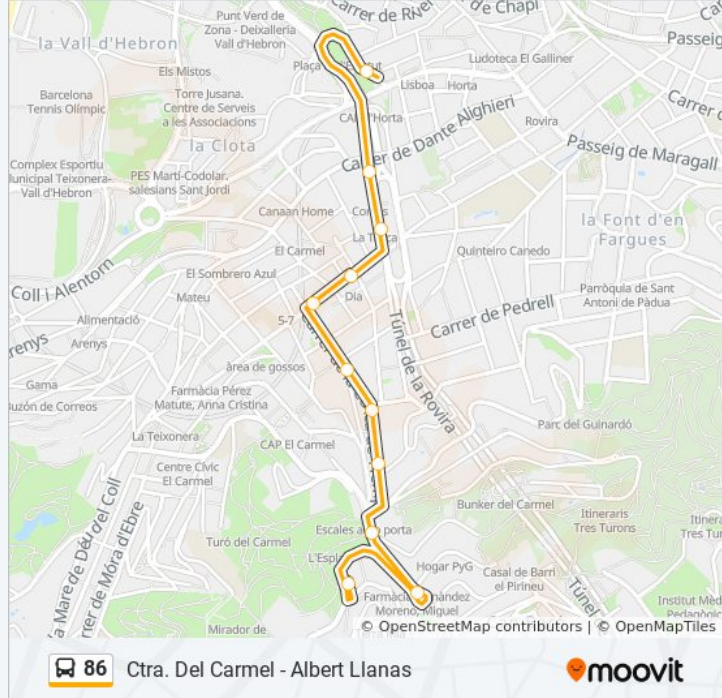 Punt Verd de
Zona - Deixalleria
Vall d'Hebron
Carrer de
d'e Chapí
Passeig
la Vall d'Hebron
Els Mistos
Plaça
Ludoteca El Galliner
Barcelona
Tennis Olímpic
Torre Jusana.
Centre de Serveis
a les Associacions
Lisboa
Horta
Carrer
la Clota
Rovira
Carrer de Dante Alighieri
Passeig de Maragall
Complex Esportiu
Municipal Teixonera-
Vall d'Hebron
PES Martí-Codolar.
salesians Sant Jordi
Canaan Home
la Font d'en
Fargues
El Carmel
Quinteiro Canedo
Coll i Alentorn
El Sombrero Azul
Mateu
Dia
Parròquia de Sant
Antoni de Pàdua
Alimentació
Arenys
S-7
Carrer de Pedrell
Túnel de la Rovira
àrea de gossos
Gama
Buzón de Correos
Farmàcia Pérez
Matute, Anna Cristina
Parc del Guinardó
La Teixonera
CAP El Carmel
Centre Cívic
El Carmel
Bunker del Carmel
Itineraris
Tres Turons
Escales
porta
Turó del Carmel
Hogar PyG
Casal de Barri
el Pirineu
Túnel
Moreno, Miguel
Mirador de
© OpenStreetMap contributors | © OpenMapTiles
86 Ctra. Del Carmel - Albert Llanas
moovit